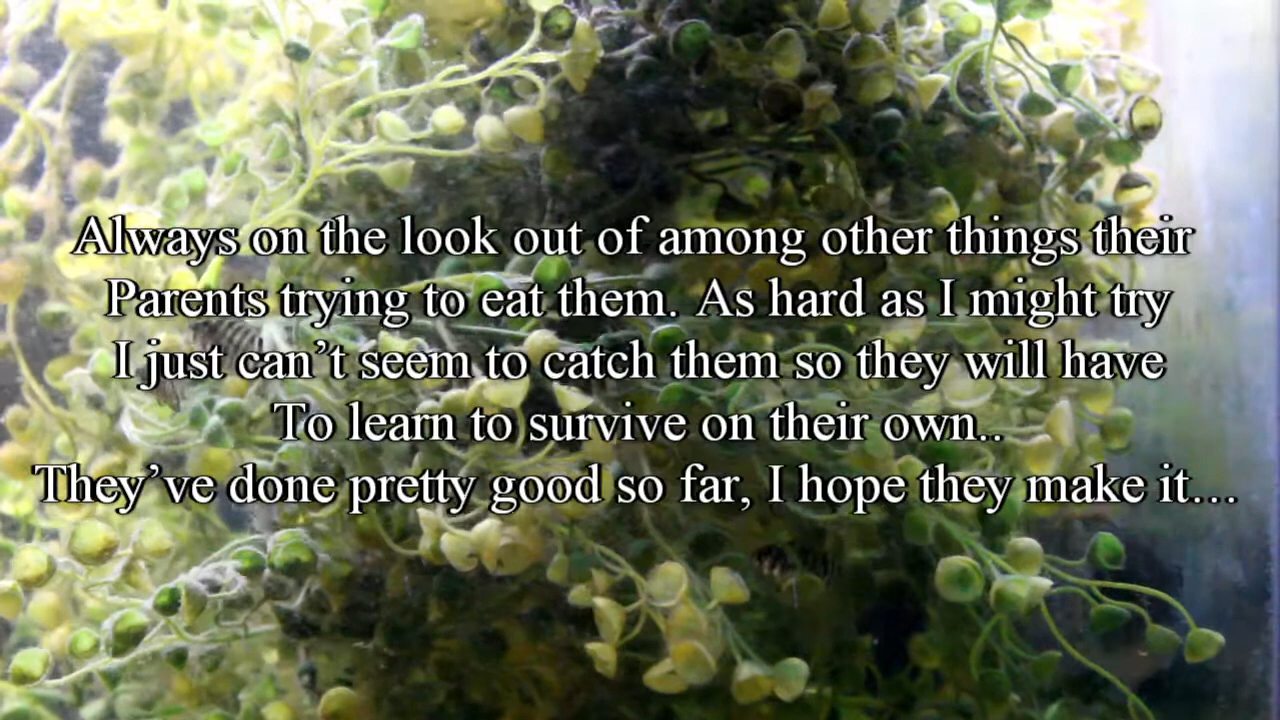 Always on the look out of among other things their
Parents trying to eat them. As hard as I might try
I just can’t seem to catch them so they will have
To learn to survive on their own..
They’ve done pretty good so far, I hope they make it…